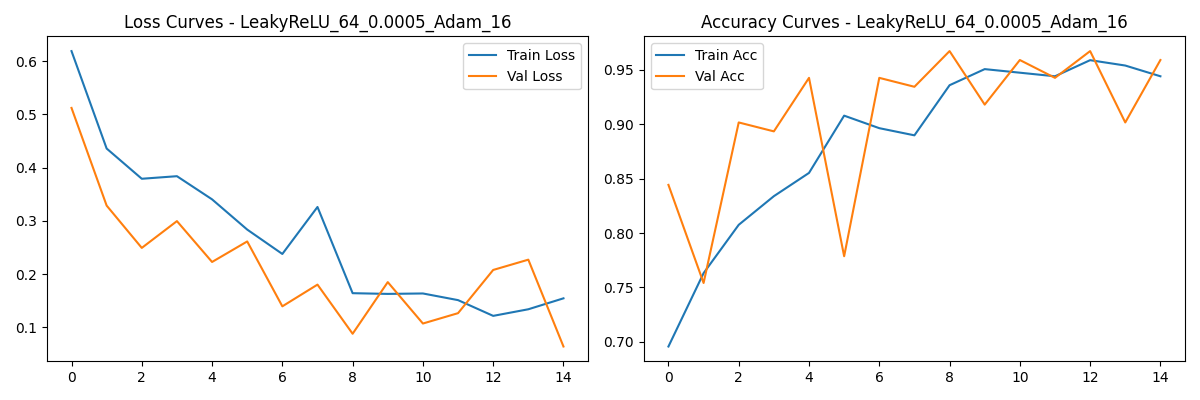 Loss Curves - LeakyReLU_64_0.0005_Adam_16
Train Loss
Val Loss
0.6
0.5
0.4
0.3
0.2
0.1
0 2 4 6 8 10 12 14
Accuracy Curves - LeakyReLU_64_0.0005_Adam_16
Train Acc
Val Acc
0.95
0.90
0.85
0.80
0.75
0.70
0 2 4 6 8 10 12 14